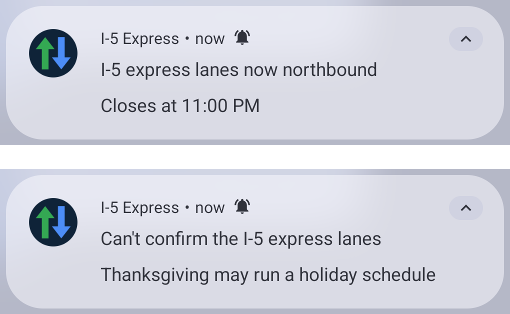 I-5 Express • now
I-5 express lanes now northbound
Closes at 11:00 PM
I-5 Express • now
Can't confirm the I-5 express lanes
Thanksgiving may run a holiday schedule